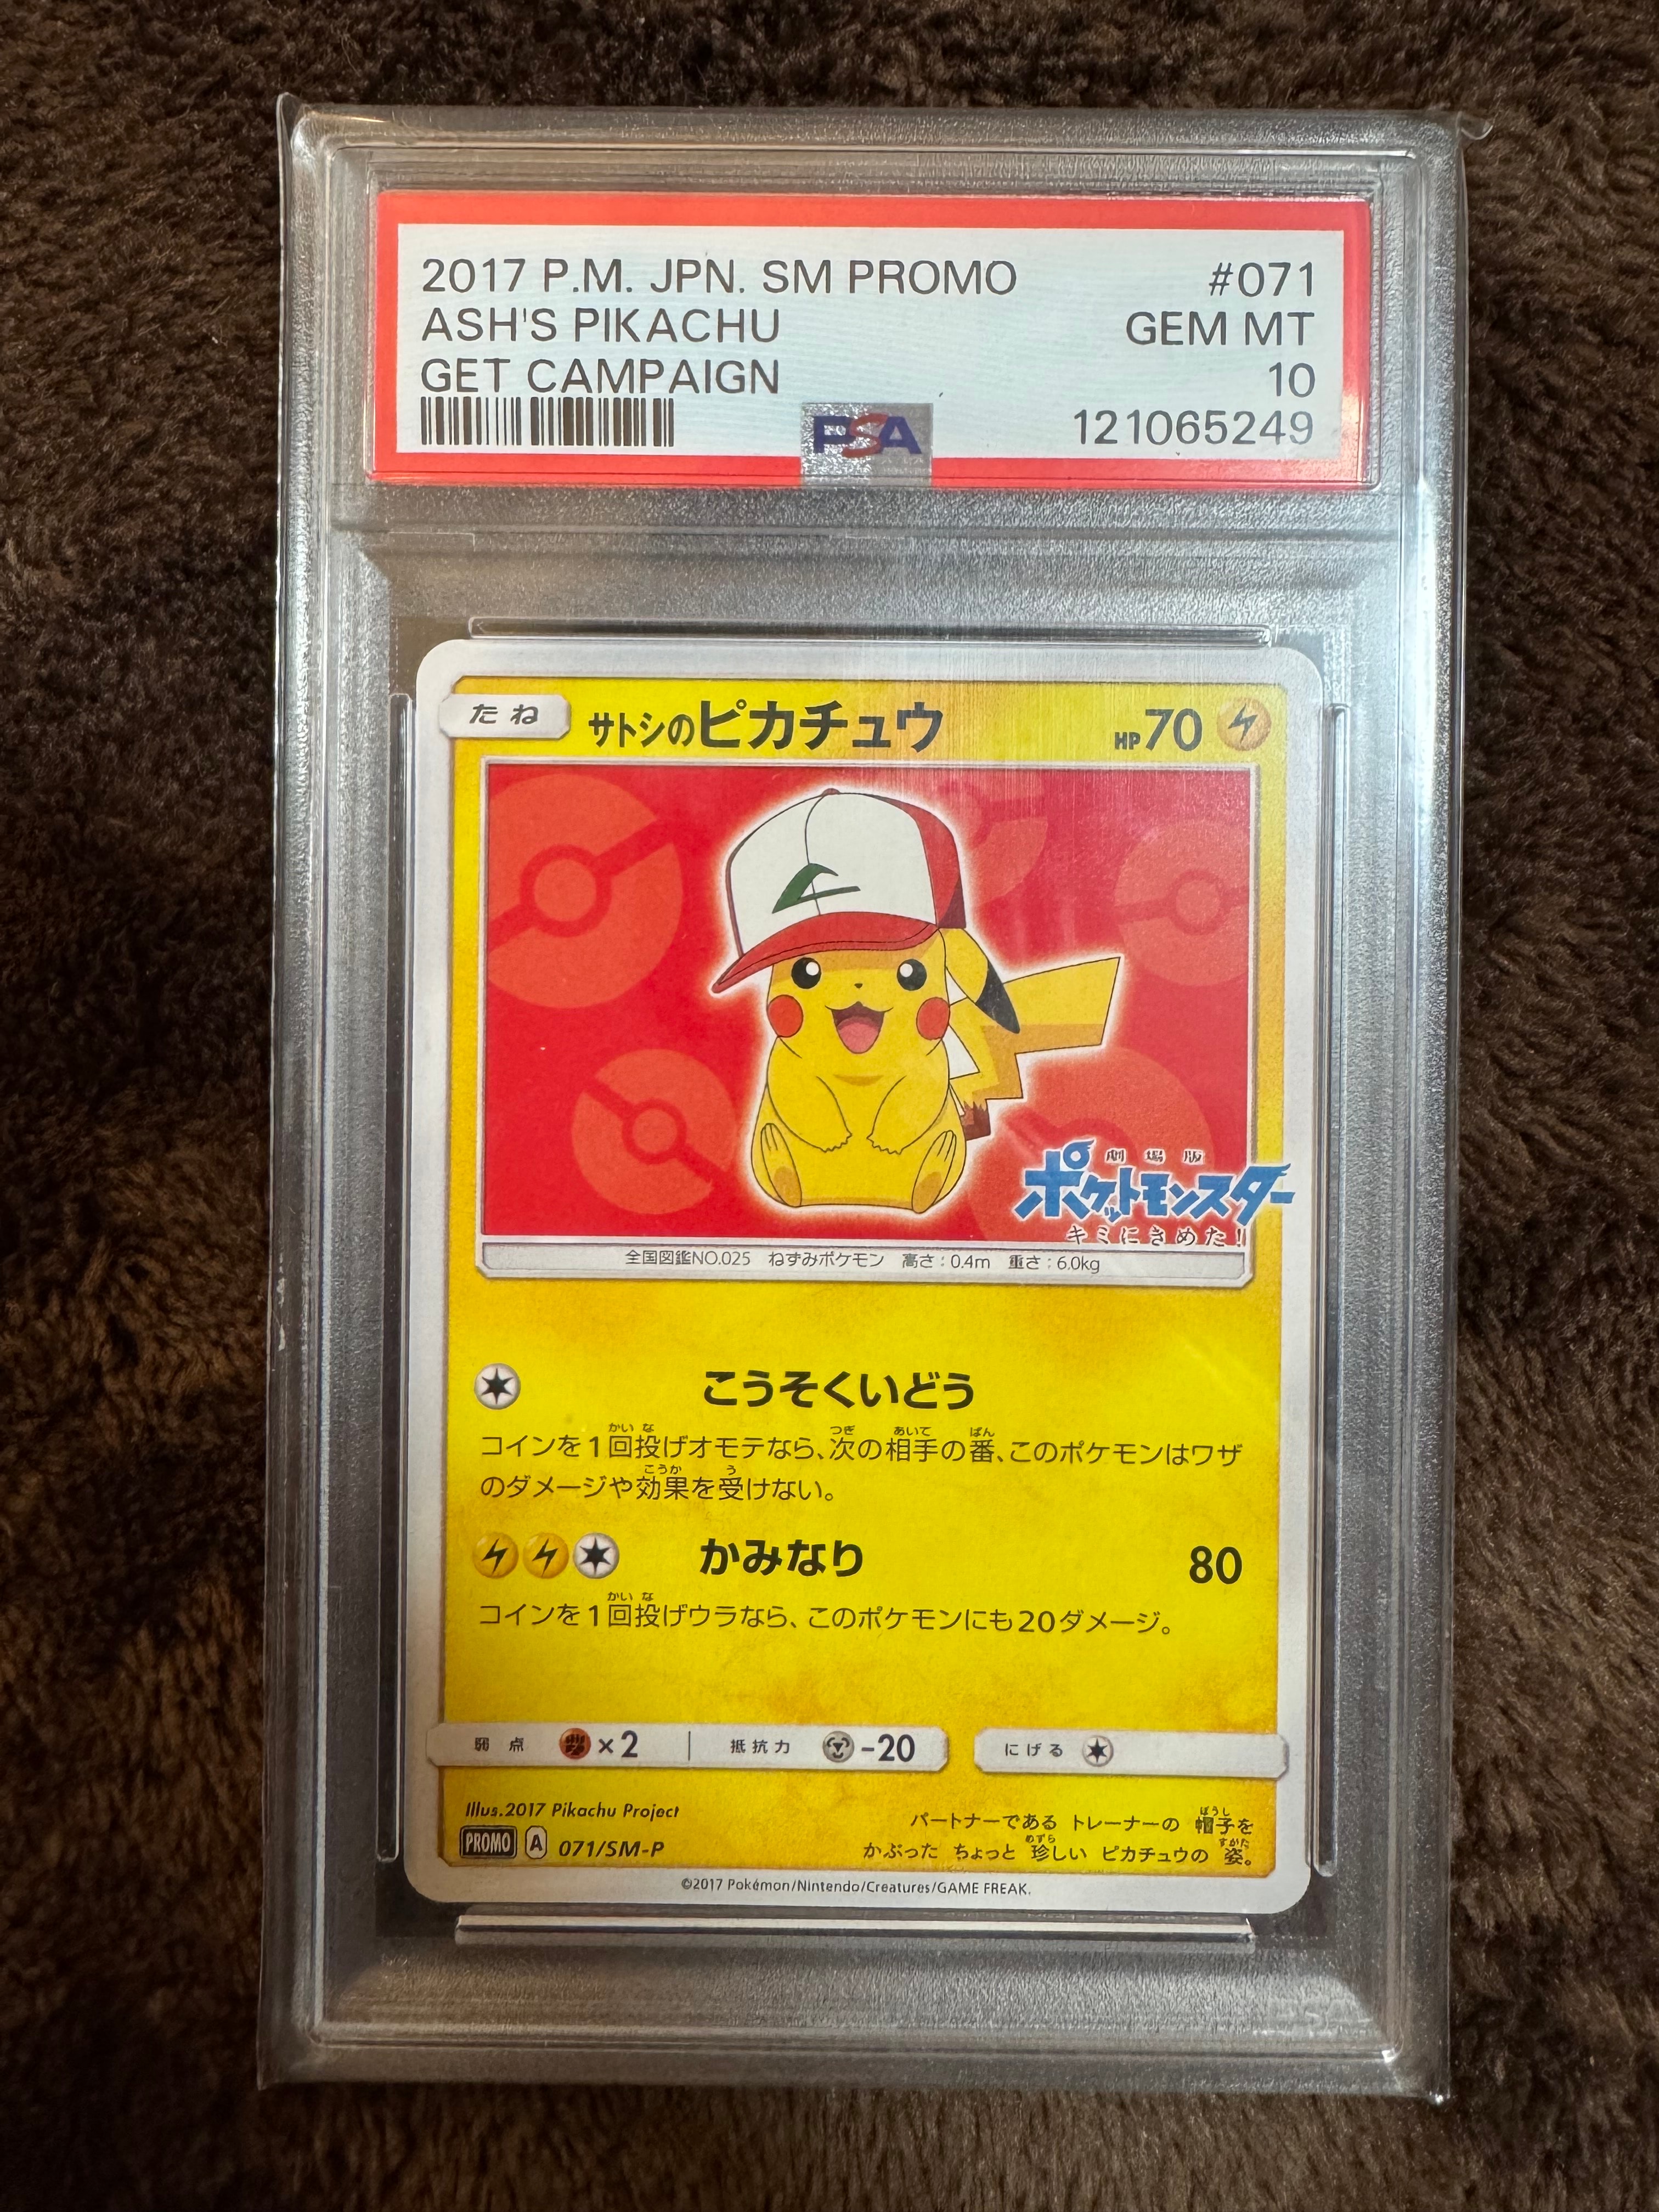 2017 P.M. JPN. SM PROMO #071
ASH'S PIKACHU GEM MT
GET CAMPAIGN 10
PSA 121065249
たね サトシのピカチュウ HP70
劇場版
ポケットモンスター
キミにきめた!
全国図鑑NO.025 ねずみポケモン 高さ:0.4m 重さ:6.0kg
こうそくいどう
コインを1回投げオモテなら、次の相手の番、このポケモンはワザ
のダメージや効果を受けない。
かみなり 80
コインを1回投げウラなら、このポケモンにも20ダメージ。
弱点 ×2 抵抗力 -20 にげる
Illus.2017 Pikachu Project
PROMO A 071/SM-P
パートナーである トレーナーの 帽子を
かぶった ちょっと 珍しい ピカチュウの 姿。
©2017 Pokémon/Nintendo/Creatures/GAME FREAK.